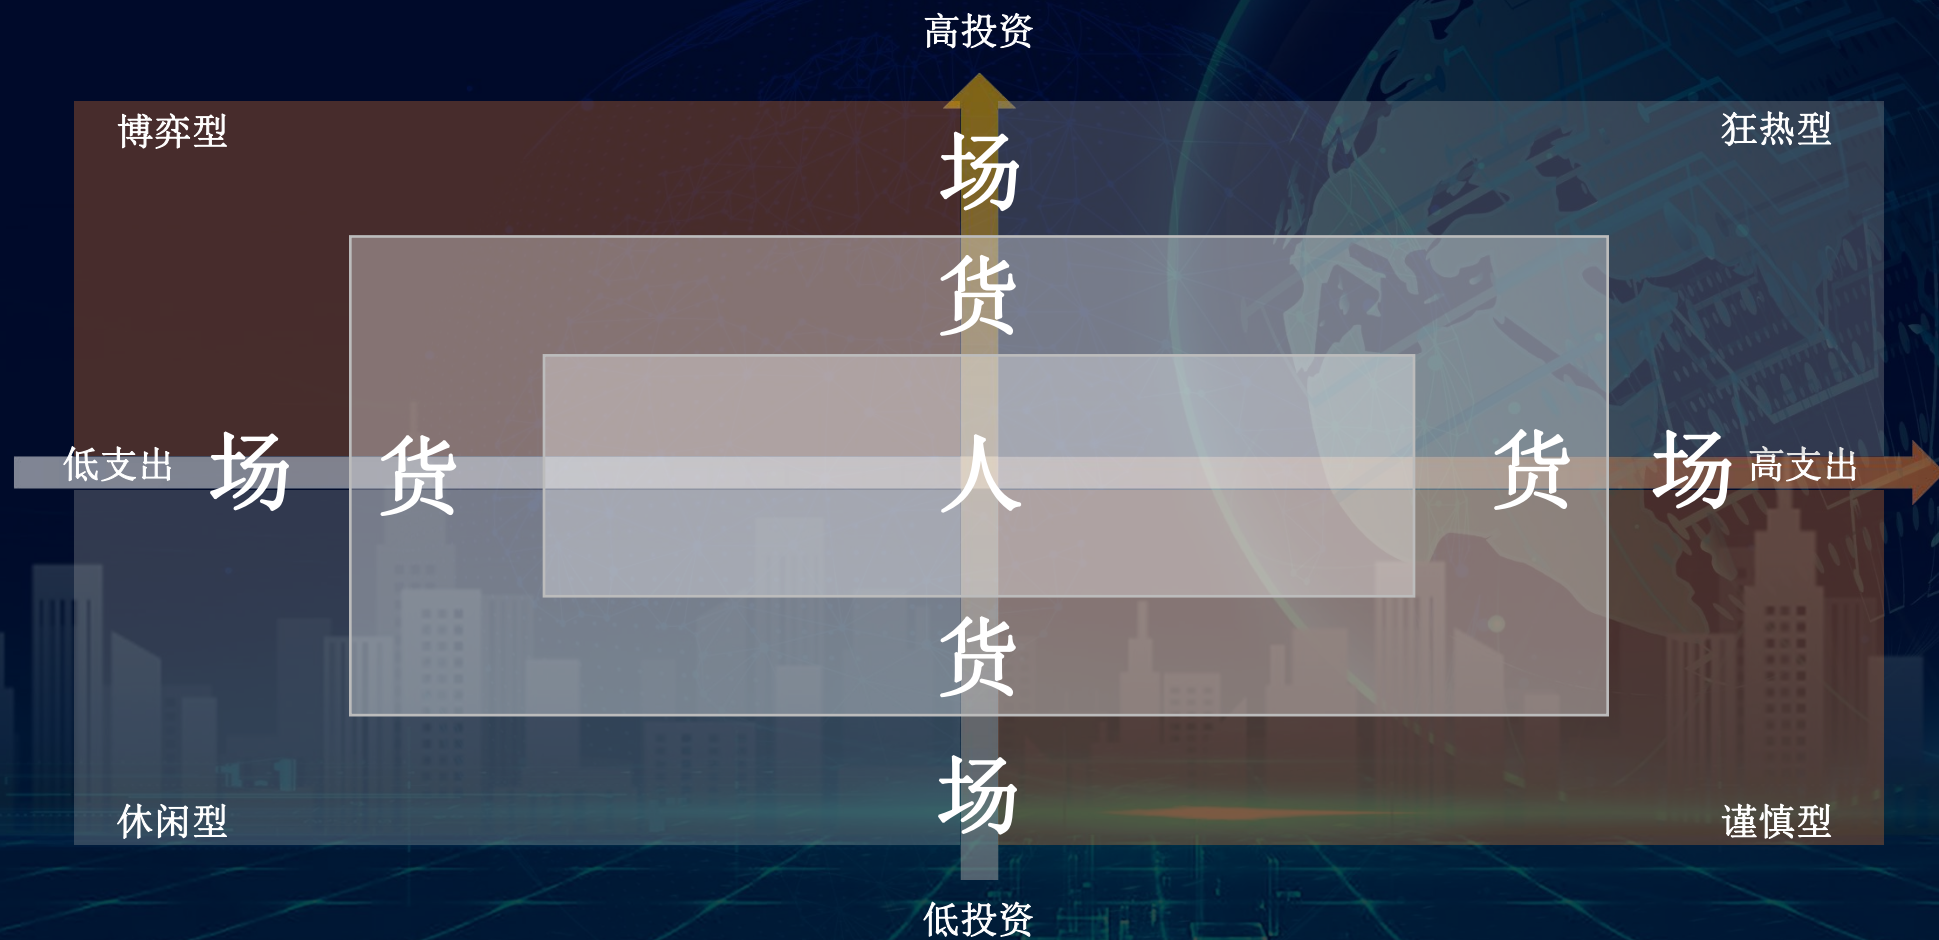 高投资
博弈型
狂热型
场
货
低支出
场
货
人
货
场
高支出
货
场
休闲型
谨慎型
低投资